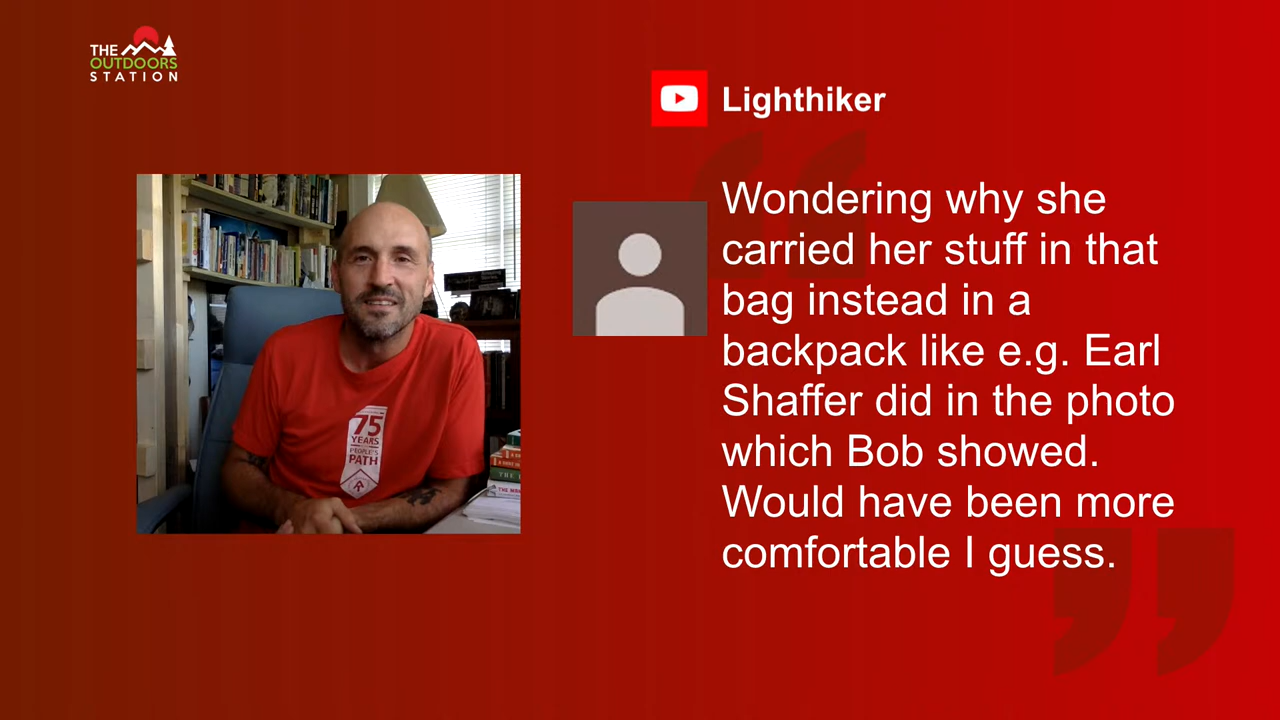 THE
OUTDOORS
STATION
Lighthiker
Wondering why she
carried her stuff in that
bag instead in a
backpack like e.g. Earl
Shaffer did in the photo
which Bob showed.
Would have been more
comfortable I guess.
75
YEARS
PEOPLE'S
PATH